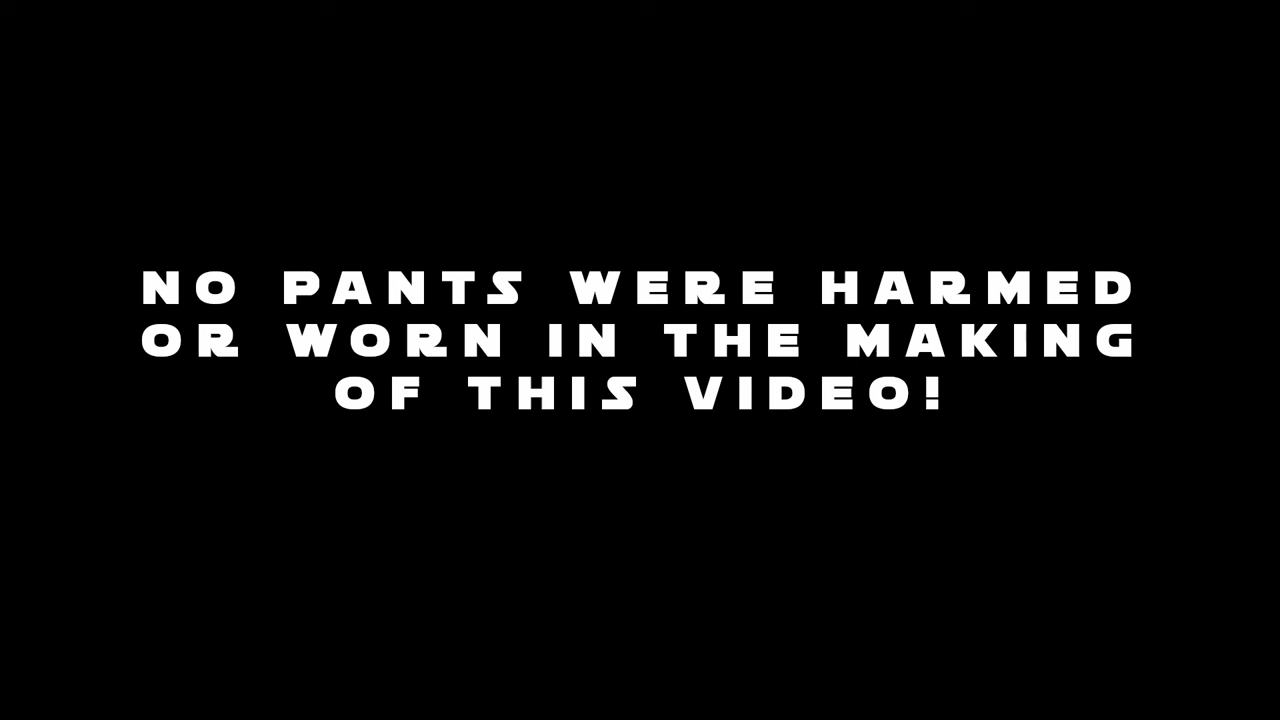 NO PANTS WERE HARMED
OR WORN IN THE MAKING
OF THIS VIDEO!